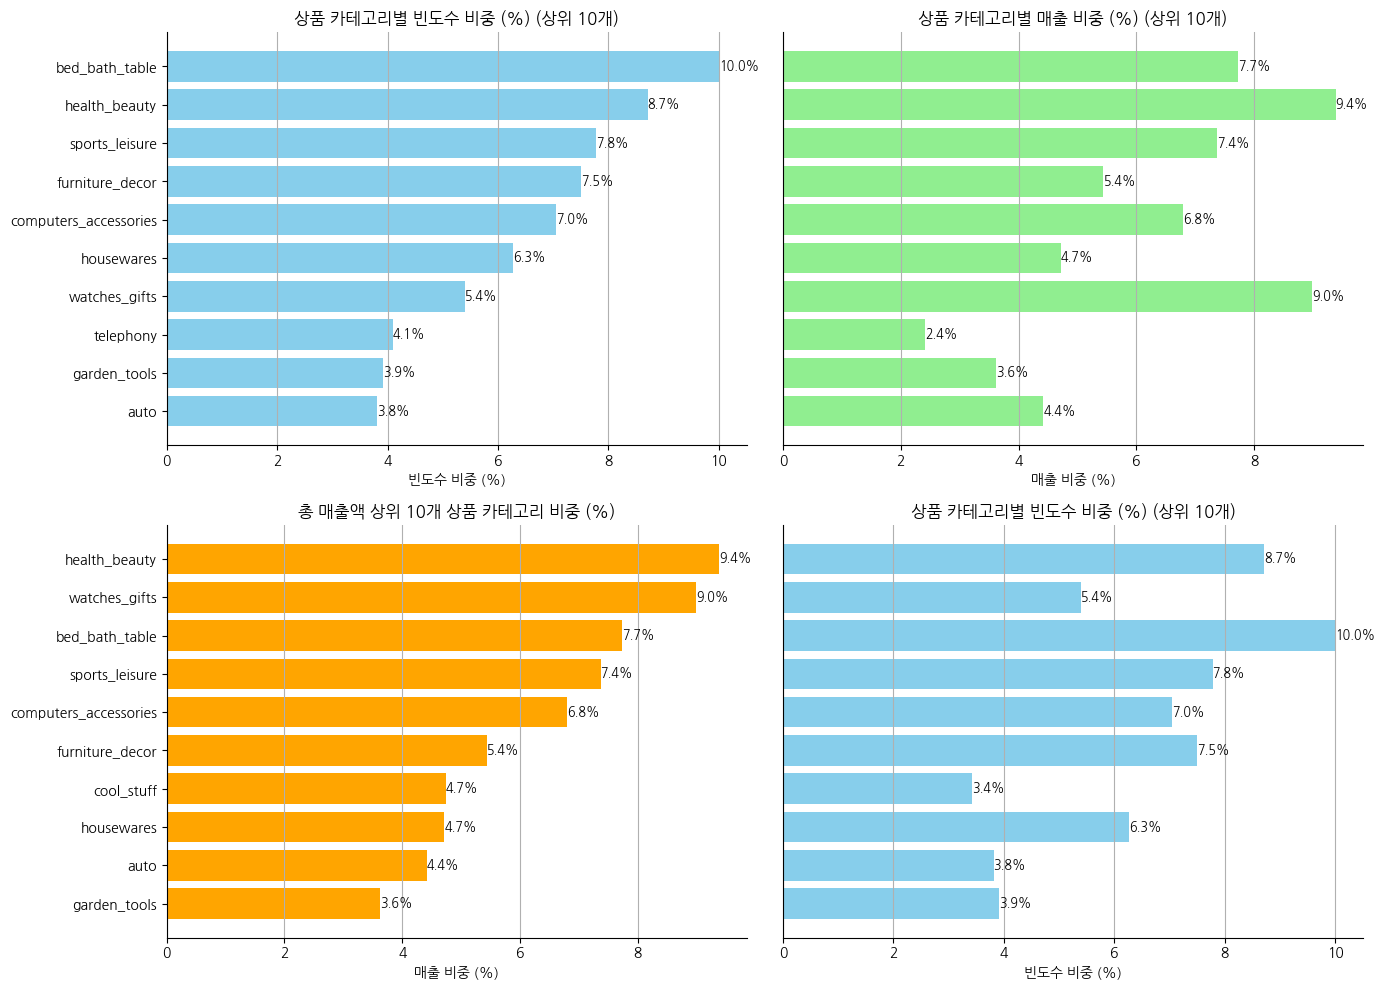 상품 카테고리별 빈도수 비중 (%) (상위 10개)
bed_bath_table
health_beauty
sports_leisure
furniture_decor
computers_accessories
housewares
watches_gifts
telephony
garden_tools
auto
10.0%
8.7%
7.8%
7.5%
7.0%
6.3%
5.4%
4.1%
3.9%
3.8%
0 2 4 6 8 10
빈도수 비중 (%)
상품 카테고리별 매출 비중 (%) (상위 10개)
7.7%
9.4%
7.4%
5.4%
6.8%
4.7%
9.0%
2.4%
3.6%
4.4%
0 2 4 6 8
매출 비중 (%)
총 매출액 상위 10개 상품 카테고리 비중 (%)
health_beauty
watches_gifts
bed_bath_table
sports_leisure
computers_accessories
furniture_decor
cool_stuff
housewares
auto
garden_tools
9.4%
9.0%
7.7%
7.4%
6.8%
5.4%
4.7%
4.7%
4.4%
3.6%
0 2 4 6 8
매출 비중 (%)
상품 카테고리별 빈도수 비중 (%) (상위 10개)
8.7%
5.4%
10.0%
7.8%
7.0%
7.5%
3.4%
6.3%
3.8%
3.9%
0 2 4 6 8 10
빈도수 비중 (%)